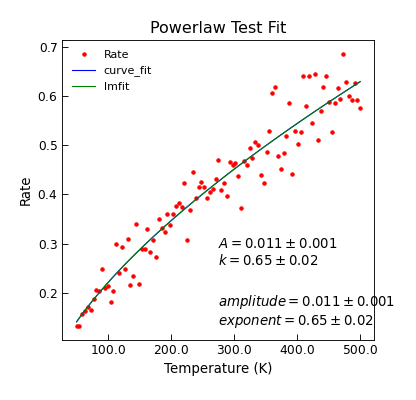 Powerlaw Test Fit
0.7
0.6
0.5
0.4
0.3
0.2
Rate
Rate
curve_fit
lmfit
A = 0.011 ± 0.001
k = 0.65 ± 0.02
amplitude = 0.011 ± 0.001
exponent = 0.65 ± 0.02
100.0 200.0 300.0 400.0 500.0
Temperature (K)